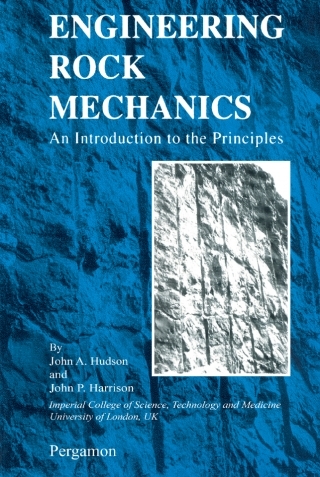 ENGINEERING
ROCK
MECHANICS
An Introduction to the Principles
By
John A. Hudson
and
John P. Harrison
Imperial College of Science, Technology and Medicine
University of London, UK
Pergamon